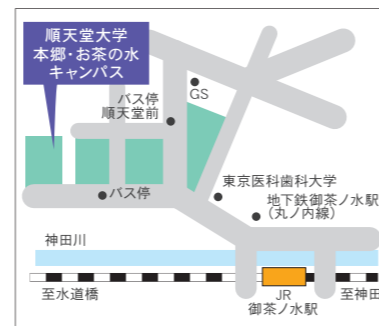 順天堂大学
本郷・お茶の水
キャンパス
バス停
順天堂前
GS
東京医科歯科大学
バス停
地下鉄御茶ノ水駅
(丸ノ内線)
神田川
至水道橋
JR
御茶ノ水駅
至神田